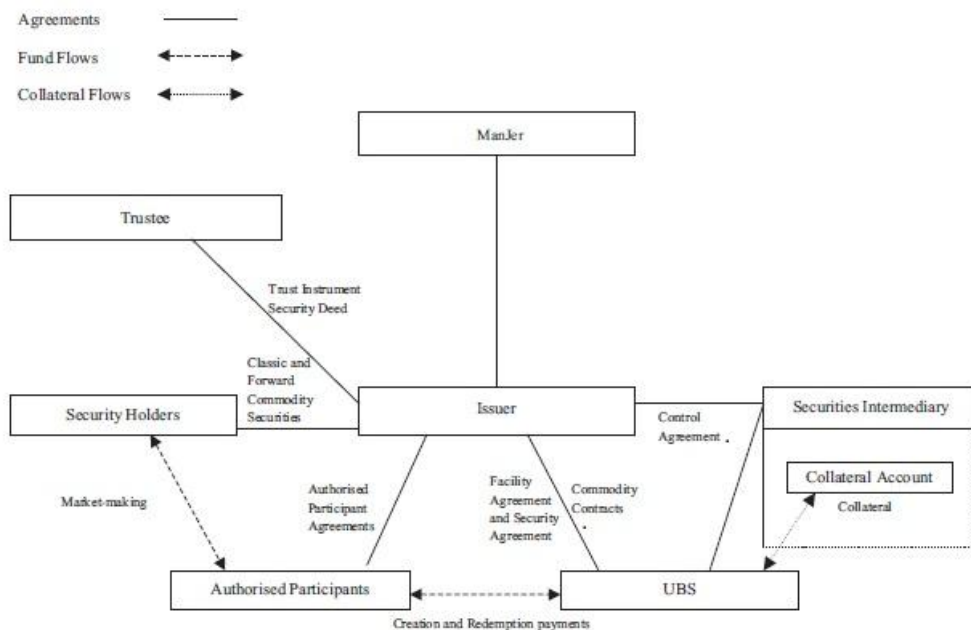 Agreements
Fund Flows
Collateral Flows
ManJer
Trustee
Trust Instrument
Security Deed
Classic and
Forward
Commodity
Securities
Security Holders
Issuer
Securities Intermediary
Control
Agreement
Collateral Account
Collateral
Market-making
Authorised
Participant
Agreements
Facility
Agreement
and Security
Agreement
Commodity
Contracts
Authorised Participants
UBS
Creation and Redemption payments